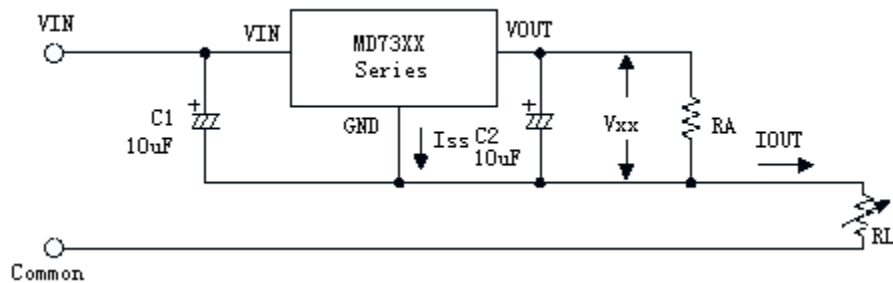 VIN
VIN
MD73XX
Series
VOUT
C1
10uF
GND
Iss
C2
10uF
Vxx
RA
IOUT
RL
Common